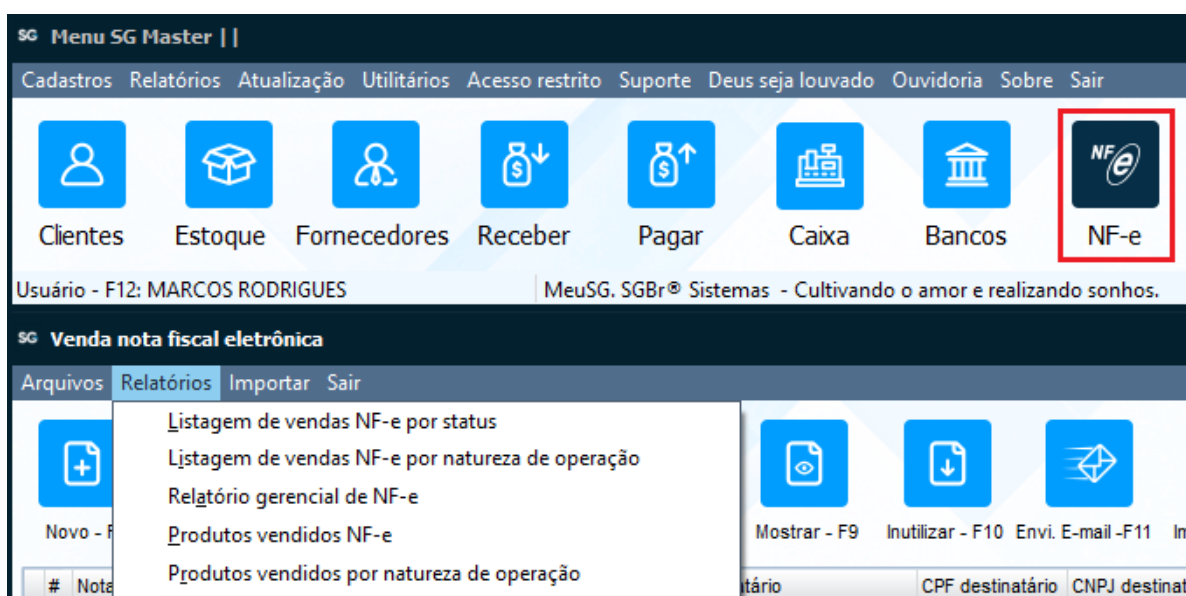 SG Menu SG Master ||
Cadastros Relatórios Atualização Utilitários Acesso restrito Suporte Deus seja louvado Ouvidoria Sobre Sair
NFe
Clientes Estoque Fornecedores Receber Pagar Caixa Bancos NF-e
Usuário - F12: MARCOS RODRIGUES MeuSG. SGBr® Sistemas - Cultivando o amor e realizando sonhos.
SG Venda nota fiscal eletrônica
Arquivos Relatórios Importar Sair
Listagem de vendas NF-e por status
Listagem de vendas NF-e por natureza de operação
Relatório gerencial de NF-e
Produtos vendidos NF-e
Produtos vendidos por natureza de operação
Novo - Mostrar - F9 Inutilizar - F10 Envi. E-mail -F11
# Nota CPF destinatário CNPJ destinat